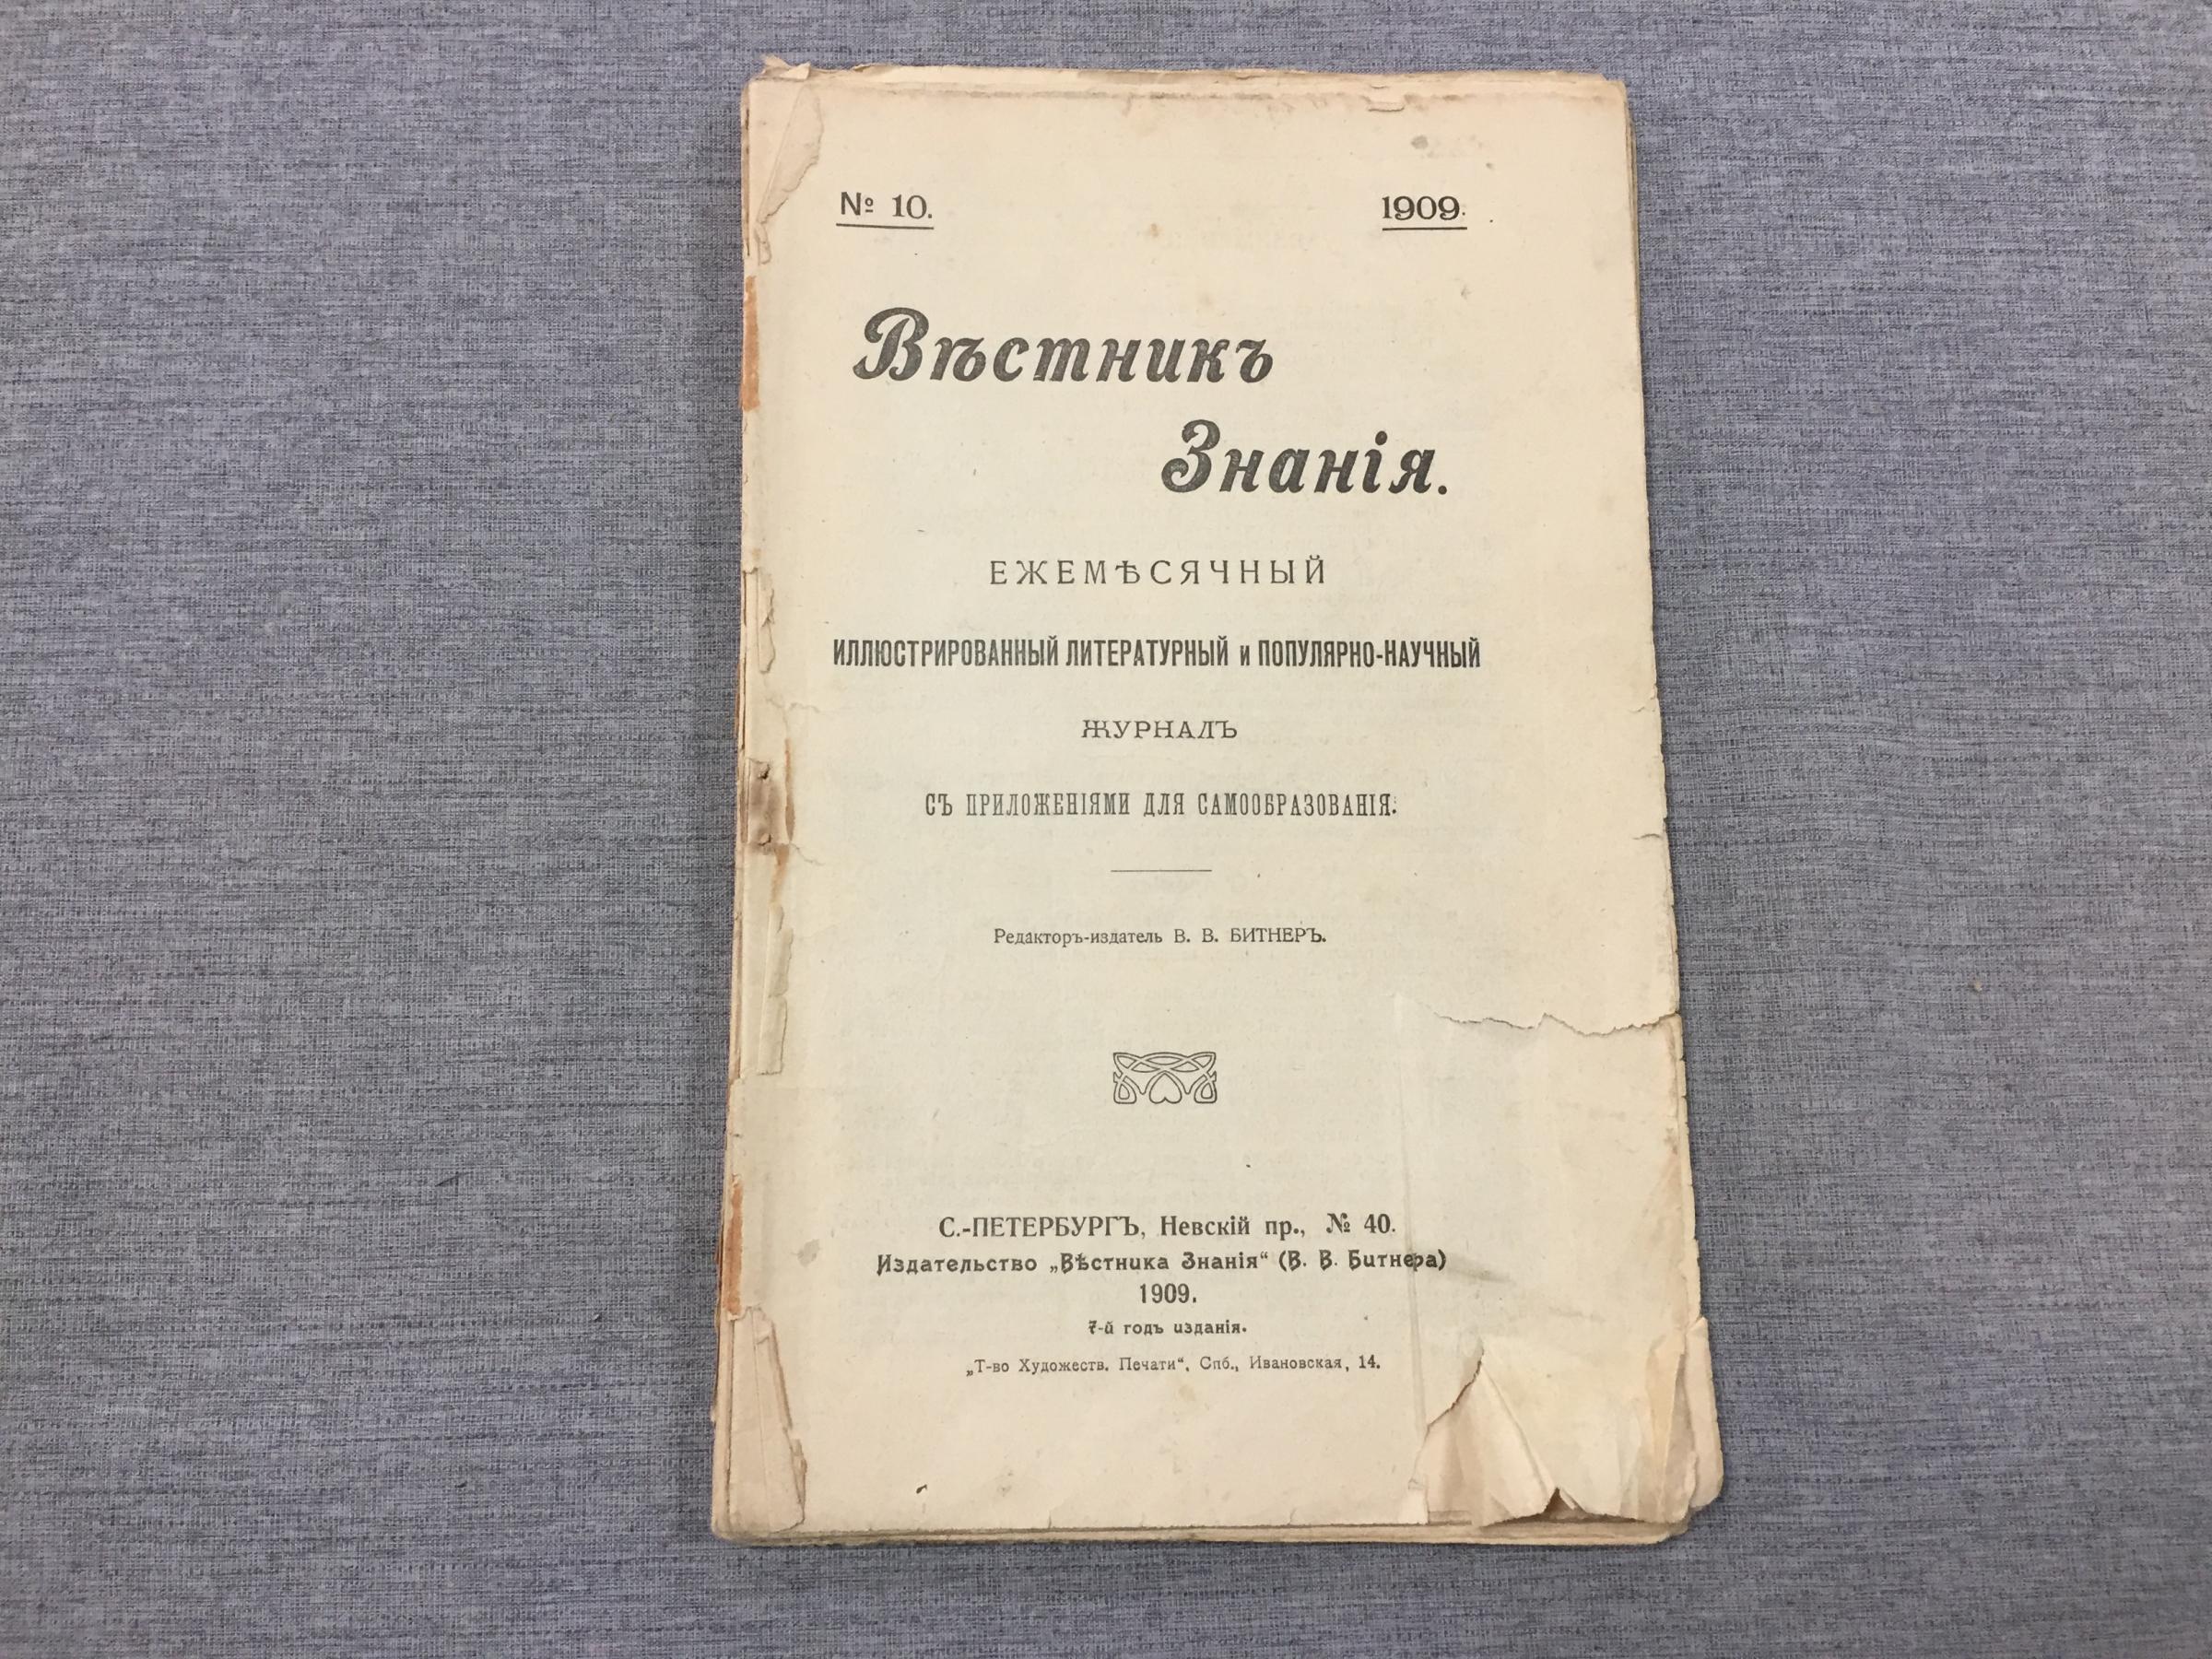 № 10.
1909.
Вѣстникъ
Знанія.
ЕЖЕМѢСЯЧНЫЙ
ИЛЛЮСТРИРОВАННЫЙ ЛИТЕРАТУРНЫЙ и ПОПУЛЯРНО-НАУЧНЫЙ
ЖУРНАЛЪ
СЪ ПРИЛОЖЕНІЯМИ ДЛЯ САМООБРАЗОВАНІЯ.
Редакторъ-издатель В. В. БИТНЕРЪ.
С.-ПЕТЕРБУРГЪ, Невскій пр., № 40.
Издательство „Вѣстника Знанія“ (В. В. Битнера)
1909.
7-й годъ изданія.
„Т-во Художеств. Печати“, Спб., Ивановская, 14.